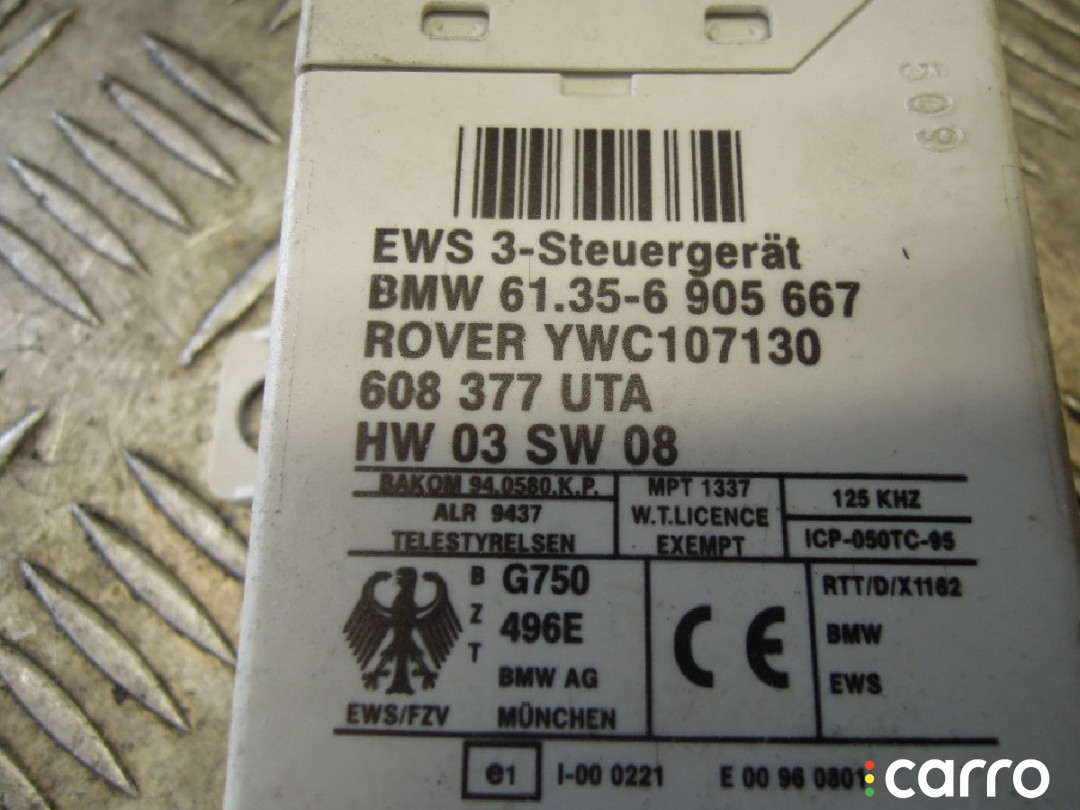 EWS 3-Steuergerät
BMW 61.35-6 905 667
ROVER YWC107130
608 377 UTA
HW 03 SW 08
BAKOM 94.0580.K.P.
ALR 9437
TELESTYRELSEN
MPT 1337
W.T.LICENCE
EXEMPT
125 KHZ
ICP-050TC-95
BZT
G750
496E
BMW AG
MÜNCHEN
EWS/FZV
CE
RTT/D/X1162
BMW
EWS
e1 I-00 0221 E 00 96 0801
carro